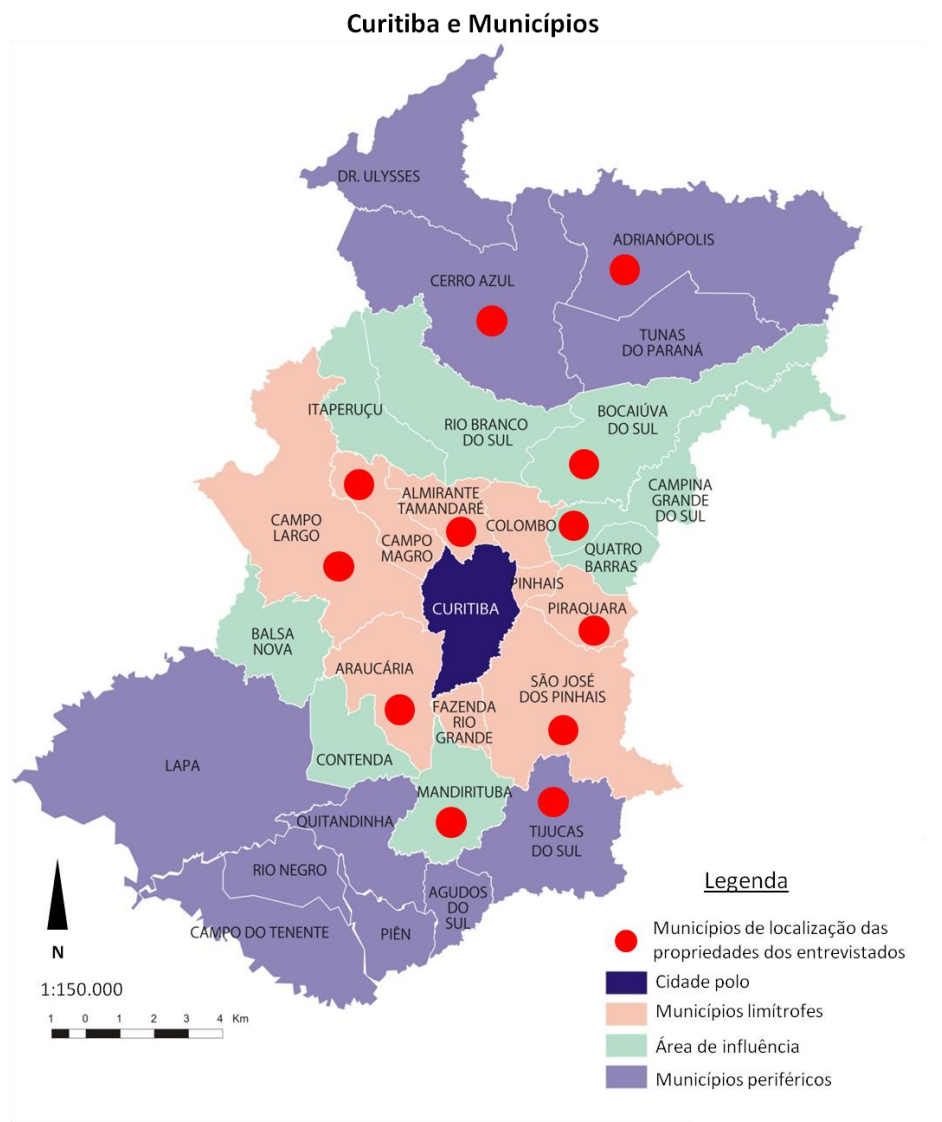 Curitiba e Municípios
DR. ULYSSES
ADRIANÓPOLIS
CERRO AZUL
TUNAS
DO PARANÁ
ITAPERUÇU
RIO BRANCO
DO SUL
BOCAIÚVA
DO SUL
CAMPINA
GRANDE
DO SUL
ALMIRANTE
TAMANDARÉ
COLOMBO
CAMPO
LARGO
CAMPO
MAGRO
QUATRO
BARRAS
PINHAIS
CURITIBA
PIRAQUARA
BALSA
NOVA
ARAUCÁRIA
SÃO JOSÉ
DOS PINHAIS
FAZENDA
RIO
GRANDE
LAPA
CONTENDA
MANDIRITUBA
QUITANDINHA
TIJUCAS
DO SUL
RIO NEGRO
AGUDOS
DO
SUL
CAMPO DO TENENTE
PIÊN
N
1:150.000
1 0 1 2 3 4 Km
Legenda
Municípios de localização das
propriedades dos entrevistados
Cidade polo
Municípios limítrofes
Área de influência
Municípios periféricos